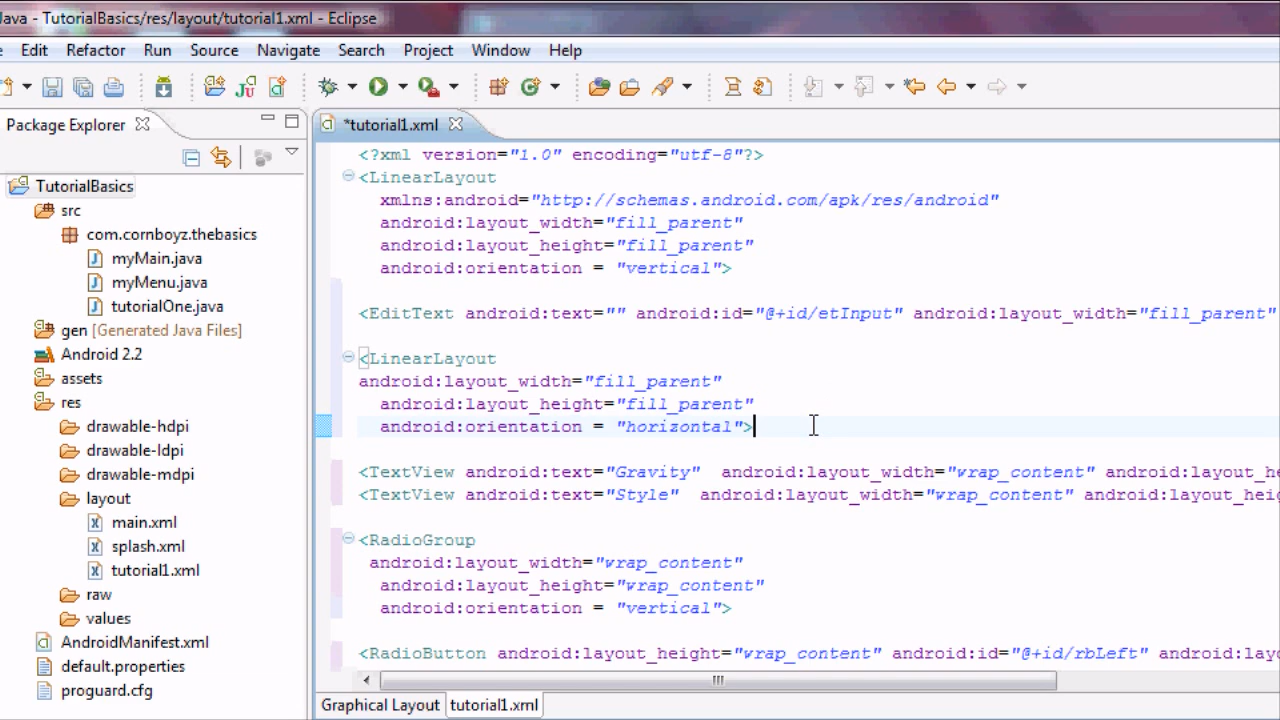 Java - TutorialBasics/res/layout/tutorial1.xml - Eclipse
Edit Refactor Run Source Navigate Search Project Window Help
Package Explorer
TutorialBasics
src
com.cornboyz.thebasics
myMain.java
myMenu.java
tutorialOne.java
gen [Generated Java Files]
Android 2.2
assets
res
drawable-hdpi
drawable-ldpi
drawable-mdpi
layout
main.xml
splash.xml
tutorial1.xml
raw
values
AndroidManifest.xml
default.properties
proguard.cfg
*tutorial1.xml
<?xml version="1.0" encoding="utf-8"?>
<LinearLayout
xmlns:android="http://schemas.android.com/apk/res/android"
android:layout_width="fill_parent"
android:layout_height="fill_parent"
android:orientation = "vertical">
<EditText android:text="" android:id="@+id/etInput" android:layout_width="fill_parent"
<LinearLayout
android:layout_width="fill_parent"
android:layout_height="fill_parent"
android:orientation = "horizontal">
<TextView android:text="Gravity" android:layout_width="wrap_content" android:layout_he
<TextView android:text="Style" android:layout_width="wrap_content" android:layout_heig
<RadioGroup
android:layout_width="wrap_content"
android:layout_height="wrap_content"
android:orientation = "vertical">
<RadioButton android:layout_height="wrap_content" android:id="@+id/rbLeft" android:lay
Graphical Layout tutorial1.xml